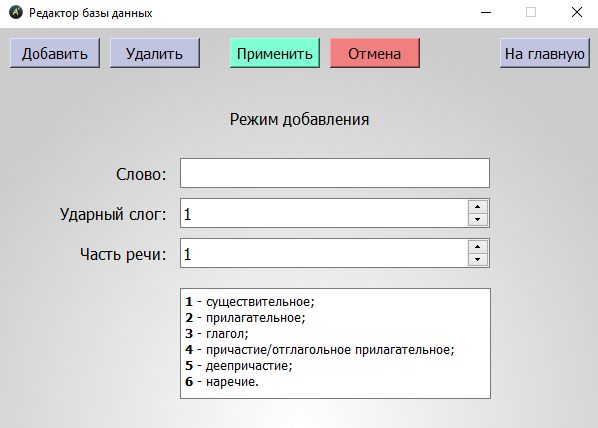 Редактор базы данных
Добавить Удалить Применить Отмена На главную
Режим добавления
Слово:
Ударный слог: 1
Часть речи: 1
1 - существительное;
2 - прилагательное;
3 - глагол;
4 - причастие/отглагольное прилагательное;
5 - деепричастие;
6 - наречие.